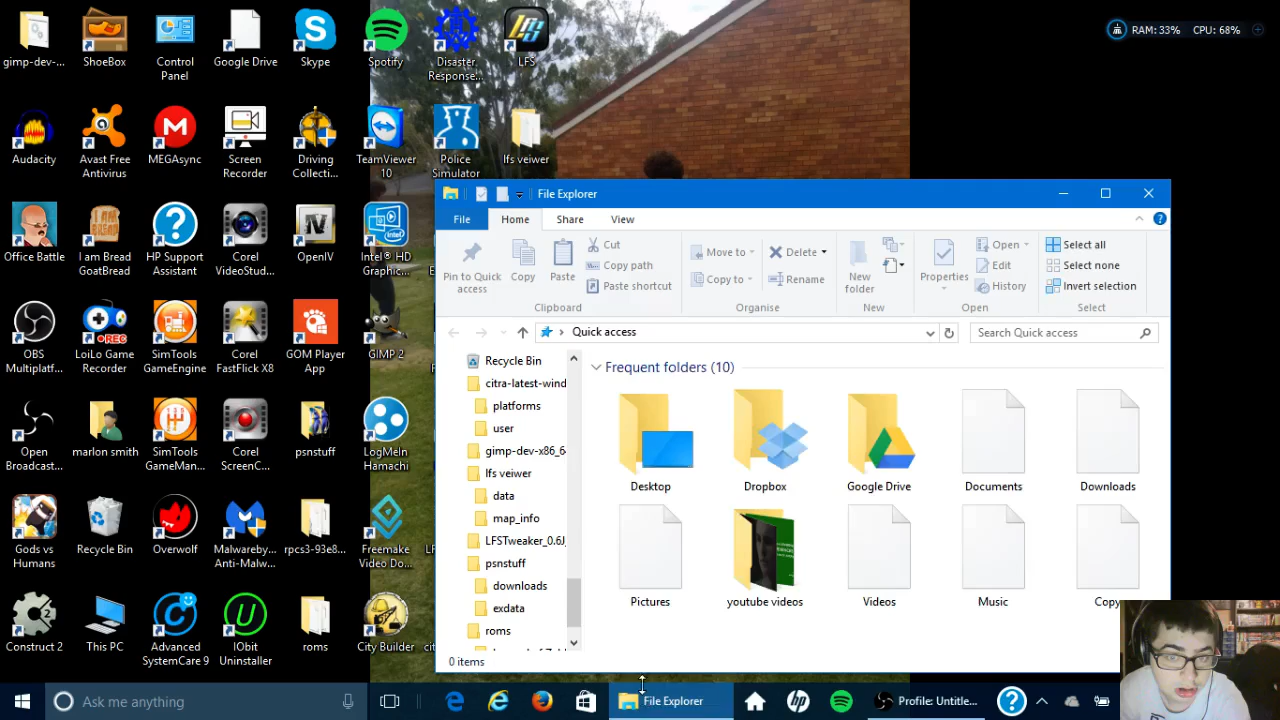 gimp-dev-...
ShoeBox
Control
Panel
Google Drive
Skype
Spotify
Disaster
Response...
LFS
RAM: 33% CPU: 68%
Audacity
Avast Free
Antivirus
MEGAsync
Screen
Recorder
Driving
Collecti...
TeamViewer
10
Police
Simulator
lfs veiwer
Office Battle
I am Bread
GoatBread
HP Support
Assistant
Corel
VideoStud...
OpenIV
Intel® HD
Graphic...
OBS
Multiplatf...
LoiLo Game
Recorder
SimTools
GameEngine
Corel
FastFlick X8
GOM Player
App
GIMP 2
Open
Broadcast...
marlon smith
SimTools
GameMan...
Corel
ScreenC...
psnstuff
LogMeIn
Hamachi
Gods vs
Humans
Recycle Bin
Overwolf
Malwareby...
Anti-Malw...
rpcs3-93e8...
Freemake
Video Do...
Construct 2
This PC
Advanced
SystemCare 9
IObit
Uninstaller
roms
City Builder
File Explorer
File Home Share View
Pin to Quick
access
Copy
Paste
Cut
Copy path
Paste shortcut
Clipboard
Move to
Copy to
Delete
Rename
Organise
New
folder
New
Properties
Open
Edit
History
Open
Select all
Select none
Invert selection
Select
Quick access
Search Quick access
Recycle Bin
citra-latest-wind
platforms
user
gimp-dev-x86_6
lfs veiwer
data
map_info
LFSTweaker_0.6J
psnstuff
downloads
exdata
roms
Frequent folders (10)
Desktop
Dropbox
Google Drive
Documents
Downloads
Pictures
youtube videos
Videos
Music
Copy
0 items
Ask me anything
File Explorer
Profile: Untitle...